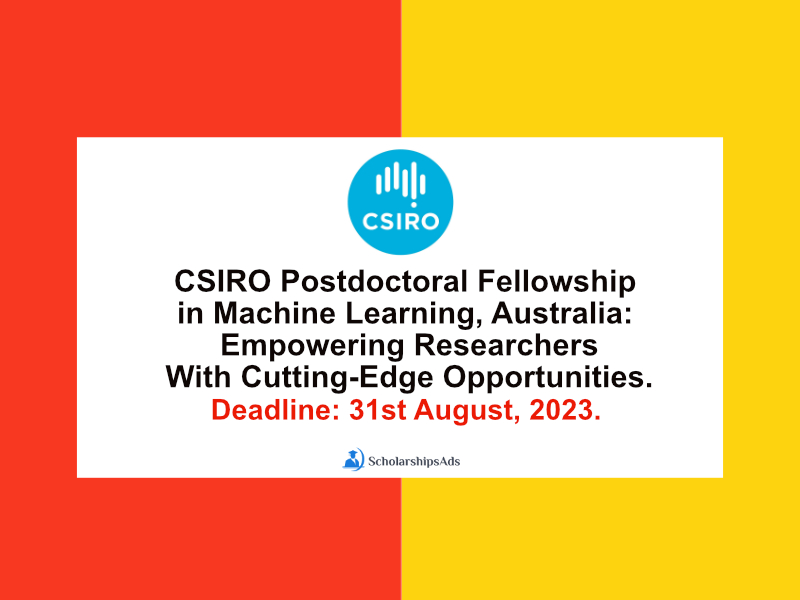 CSIRO
CSIRO Postdoctoral Fellowship
in Machine Learning, Australia:
Empowering Researchers
With Cutting-Edge Opportunities.
Deadline: 31st August, 2023.
ScholarshipsAds